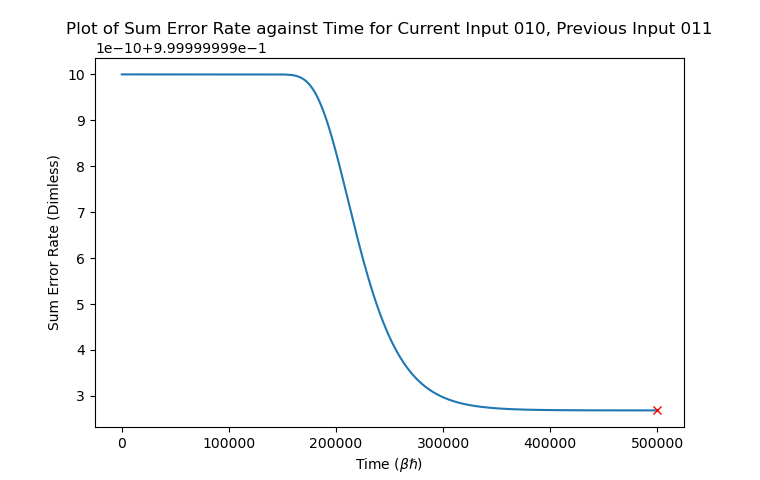 Plot of Sum Error Rate against Time for Current Input 010, Previous Input 011
1e−10+9.99999999e−1
10
9
8
7
6
5
4
3
Sum Error Rate (Dimless)
0 100000 200000 300000 400000 500000
Time (βℏ)